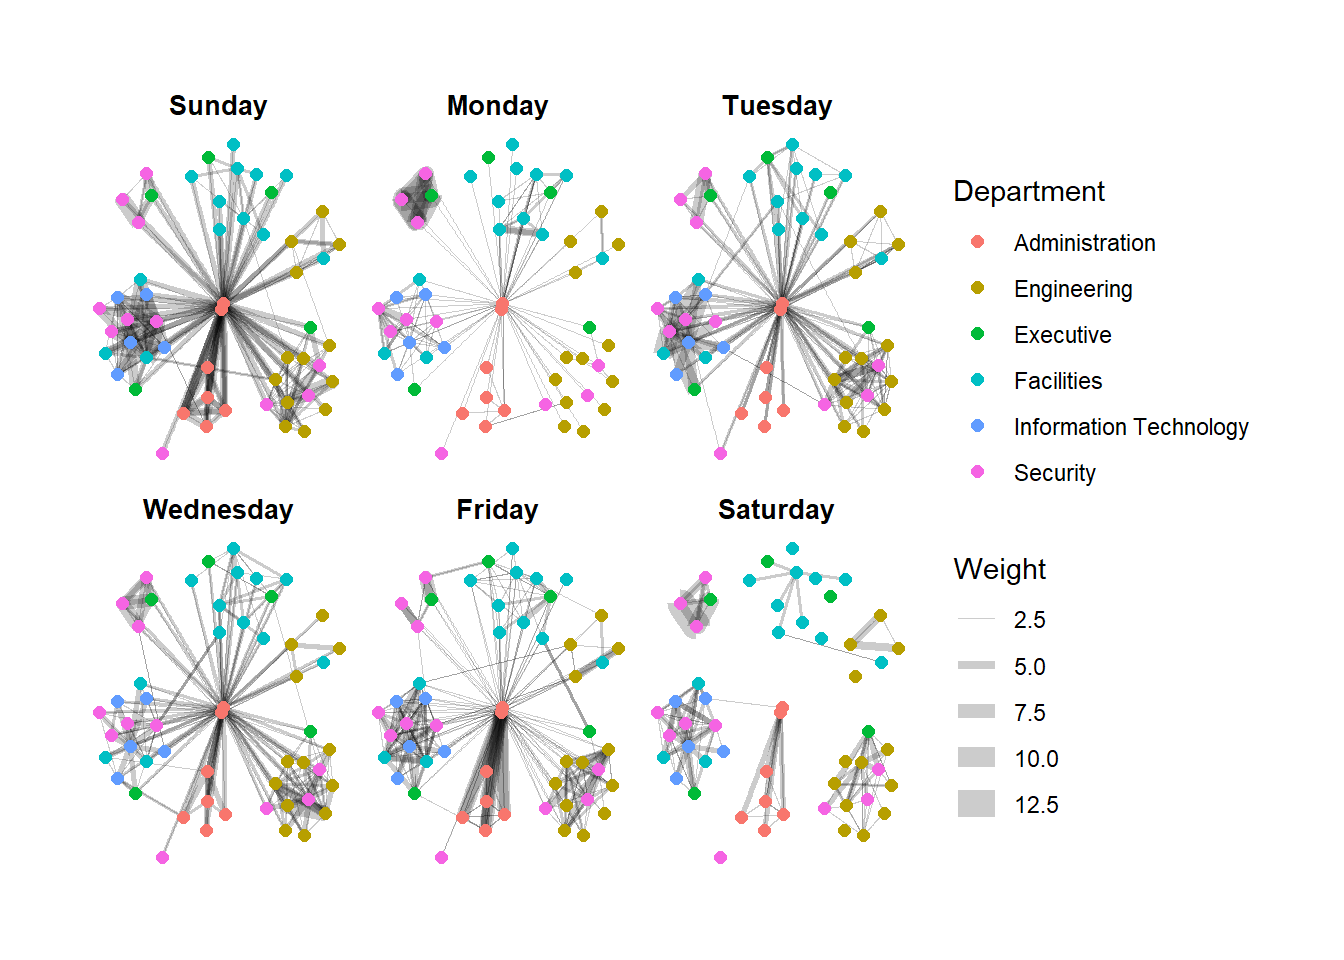 Sunday
Monday
Tuesday
Wednesday
Friday
Saturday
Department
Administration
Engineering
Executive
Facilities
Information Technology
Security
Weight
2.5
5.0
7.5
10.0
12.5